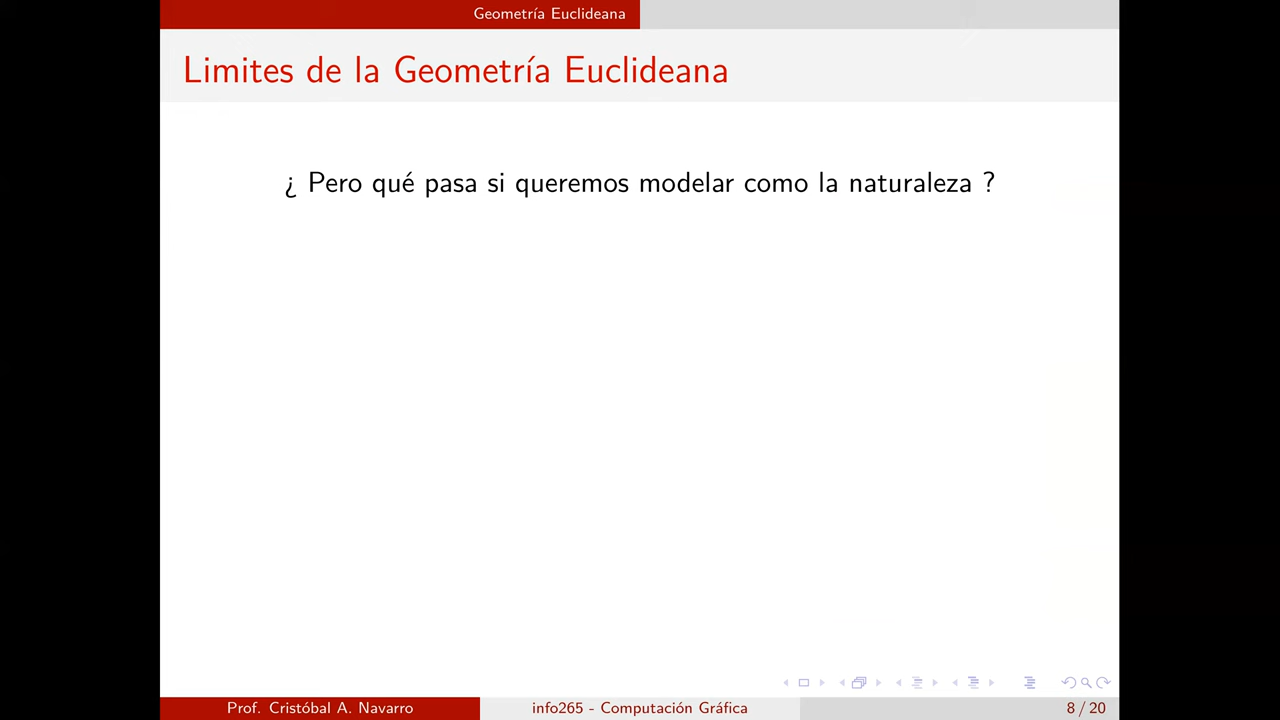 Geometría Euclideana
Limites de la Geometría Euclideana
¿ Pero qué pasa si queremos modelar como la naturaleza ?
Prof. Cristóbal A. Navarro
info265 - Computación Gráfica
8 / 20